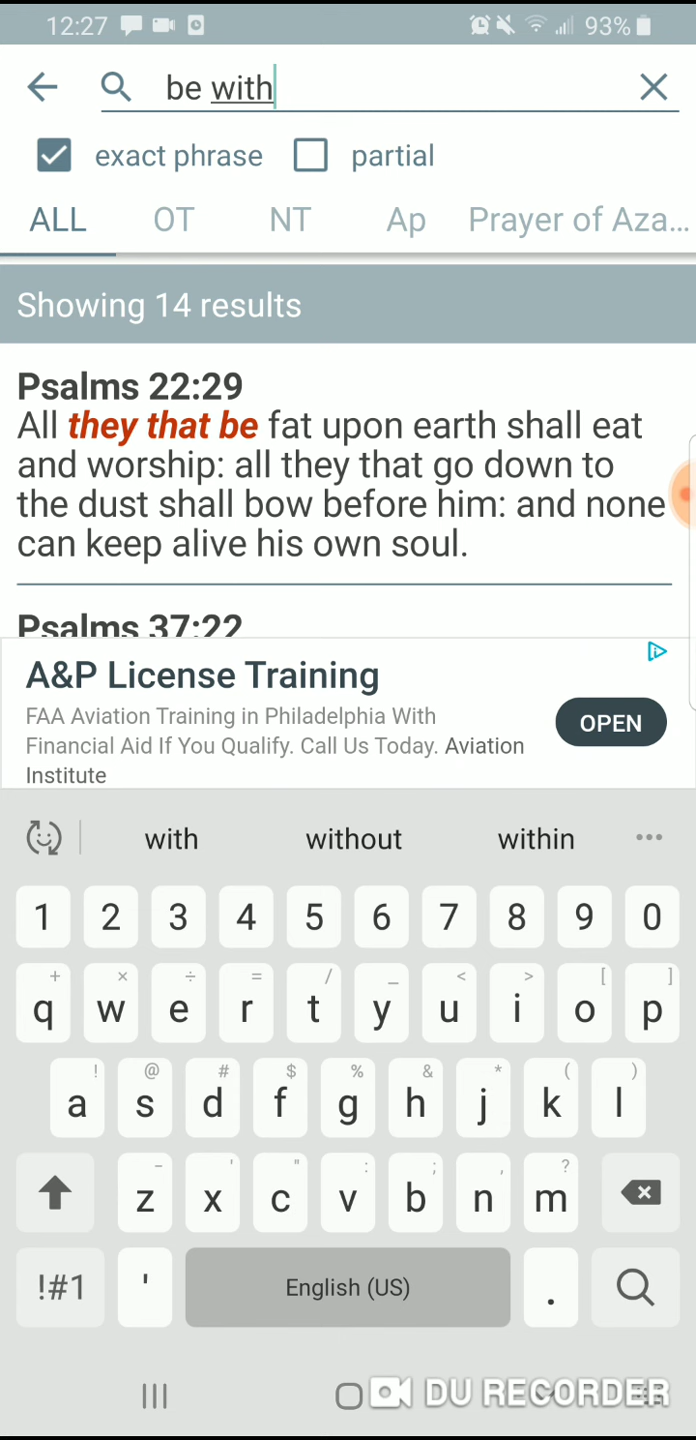 12:27 93%
be with
exact phrase partial
ALL OT NT Ap Prayer of Aza...
Showing 14 results
Psalms 22:29
All they that be fat upon earth shall eat
and worship: all they that go down to
the dust shall bow before him: and none
can keep alive his own soul.
Psalms 37:22
A&P License Training
FAA Aviation Training in Philadelphia With
Financial Aid If You Qualify. Call Us Today. Aviation
Institute
OPEN
with without within •••
1 2 3 4 5 6 7 8 9 0
+ × ÷ = / _ < > [ ]
q w e r t y u i o p
! @ # $ % & * ( )
a s d f g h j k l
- ' " : ; , ?
z x c v b n m
!#1 ' English (US) .
DU RECORDER